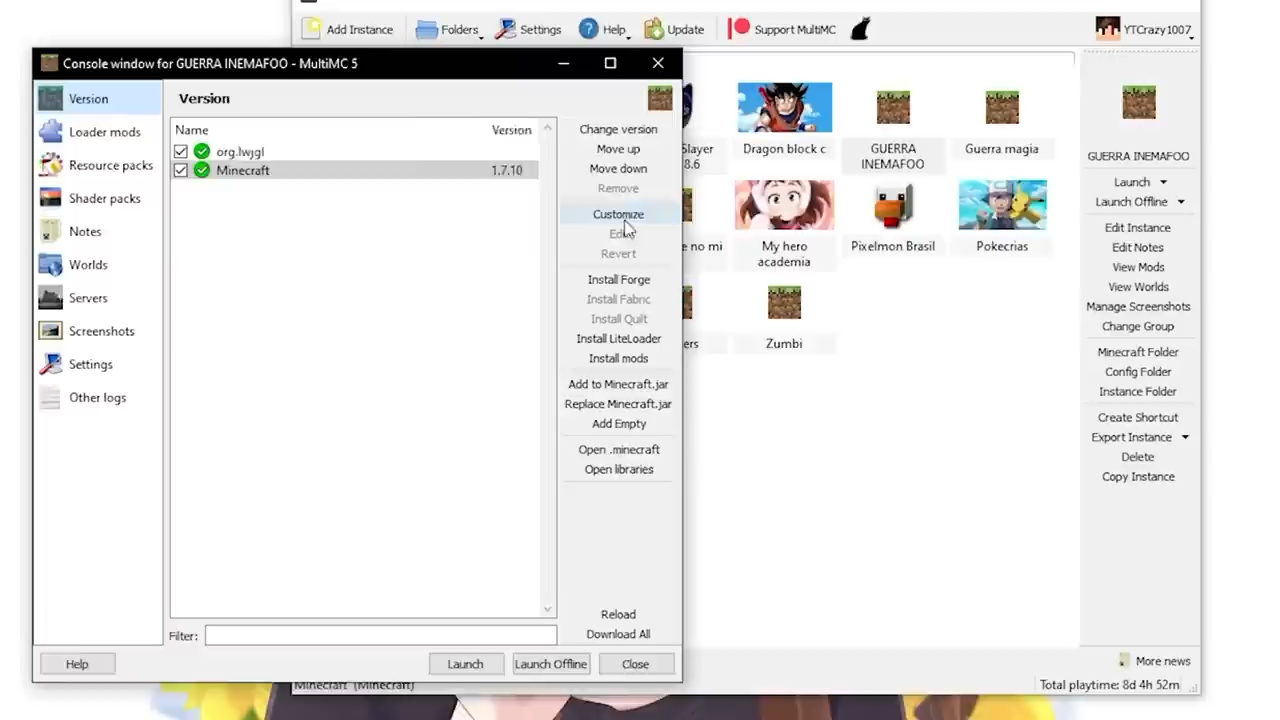 Add Instance
Folders
Settings
Help
Update
Support MultiMC
YTCrazy1007
Console window for GUERRA INEMAFOO - MultiMC 5
Version
Loader mods
Resource packs
Shader packs
Notes
Worlds
Servers
Screenshots
Settings
Other logs
Version
Name Version
org.lwjgl
Minecraft 1.7.10
Filter:
Change version
Move up
Move down
Remove
Customize
Edit
Revert
Install Forge
Install Fabric
Install Quilt
Install LiteLoader
Install mods
Add to Minecraft.jar
Replace Minecraft.jar
Add Empty
Open .minecraft
Open libraries
Reload
Download All
Help
Launch
Launch Offline
Close
Slayer
8.6
Dragon block c
GUERRA
INEMAFOO
Guerra magia
e no mi
My hero
academia
Pixelmon Brasil
Pokecrias
ers
Zumbi
GUERRA INEMAFOO
Launch
Launch Offline
Edit Instance
Edit Notes
View Mods
View Worlds
Manage Screenshots
Change Group
Minecraft Folder
Config Folder
Instance Folder
Create Shortcut
Export Instance
Delete
Copy Instance
More news
Minecraft (Minecraft)
Total playtime: 8d 4h 52m